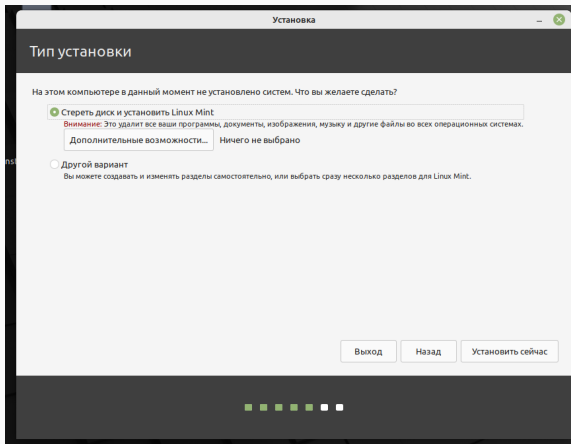 Установка
Тип установки
На этом компьютере в данный момент не установлено систем. Что вы желаете сделать?
Стереть диск и установить Linux Mint
Внимание: Это удалит все ваши программы, документы, изображения, музыку и другие файлы во всех операционных системах.
Дополнительные возможности... Ничего не выбрано
Другой вариант
Вы можете создавать и изменять разделы самостоятельно, или выбрать сразу несколько разделов для Linux Mint.
Выход Назад Установить сейчас